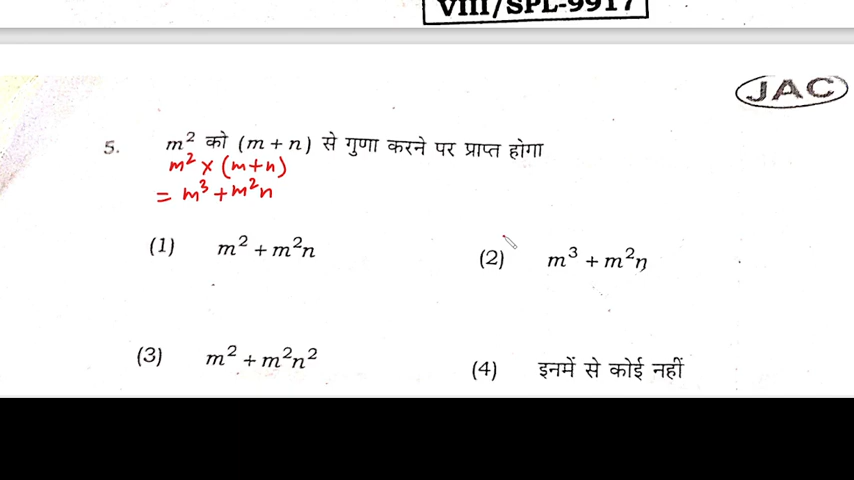 VIII/SPL-9917
JAC
5. m² को (m + n) से गुणा करने पर प्राप्त होगा
m² × (m+n)
= m³ + m²n
(1) m² + m²n
(2) m³ + m²n
(3) m² + m²n²
(4) इनमें से कोई नहीं